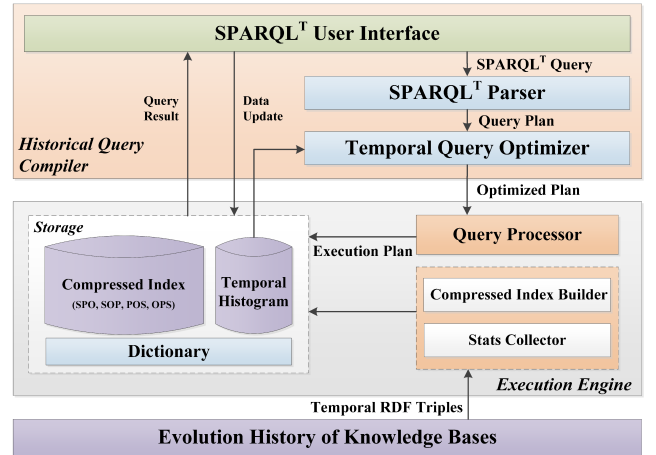 SPARQL^T User Interface
SPARQL^T Query
Query
Result
Data
Update
SPARQL^T Parser
Query Plan
Historical Query
Compiler
Temporal Query Optimizer
Optimized Plan
Storage
Query Processor
Execution Plan
Compressed Index
(SPO, SOP, POS, OPS)
Temporal
Histogram
Dictionary
Compressed Index Builder
Stats Collector
Execution Engine
Temporal RDF Triples
Evolution History of Knowledge Bases